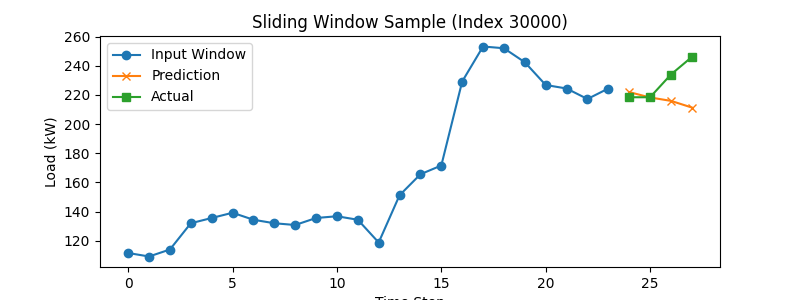 Sliding Window Sample (Index 30000)
Input Window
Prediction
Actual
Load (kW)
260
240
220
200
180
160
140
120
0 5 10 15 20 25
Time Step